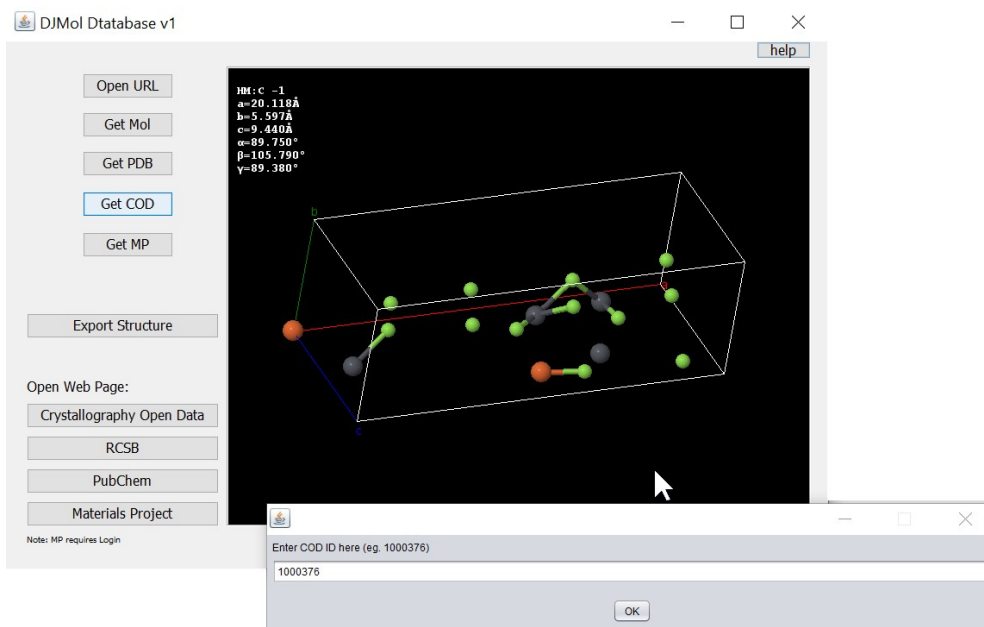 DJMol Dtatabase v1
help
Open URL
Get Mol
Get PDB
Get COD
Get MP
Export Structure
Open Web Page:
Crystallography Open Data
RCSB
PubChem
Materials Project
Note: MP requires Login
HM:C -1
a=20.118Å
b=5.597Å
c=9.440Å
α=89.750°
β=105.790°
γ=89.380°
b
a
c
Enter COD ID here (eg. 1000376)
1000376
OK